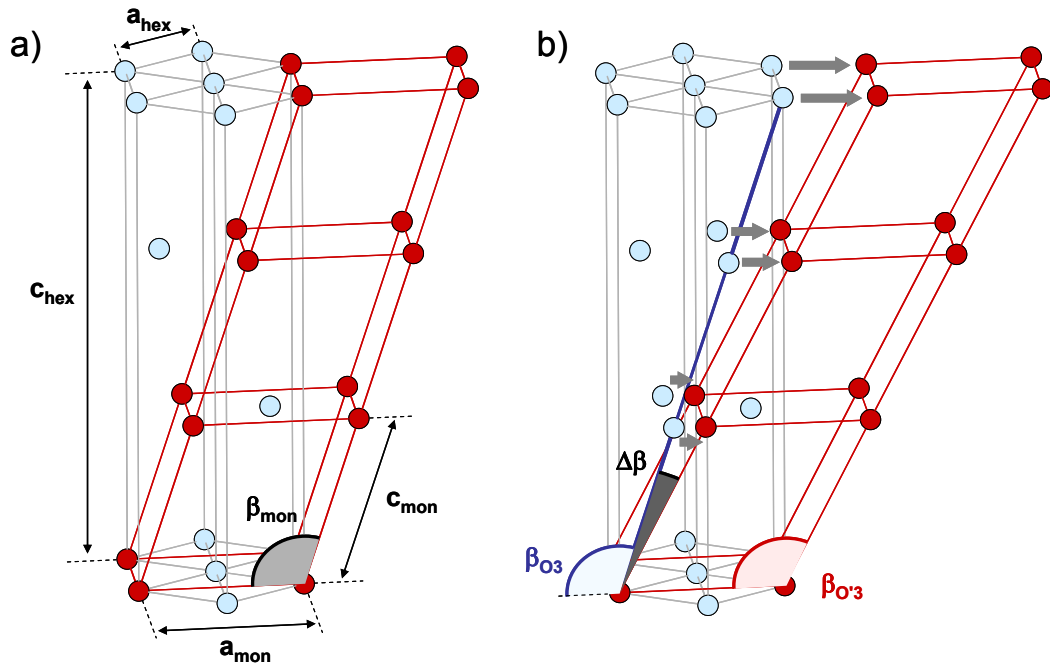 a)
a_hex
c_hex
β_mon
c_mon
a_mon
b)
Δβ
β_O3
β_O'3